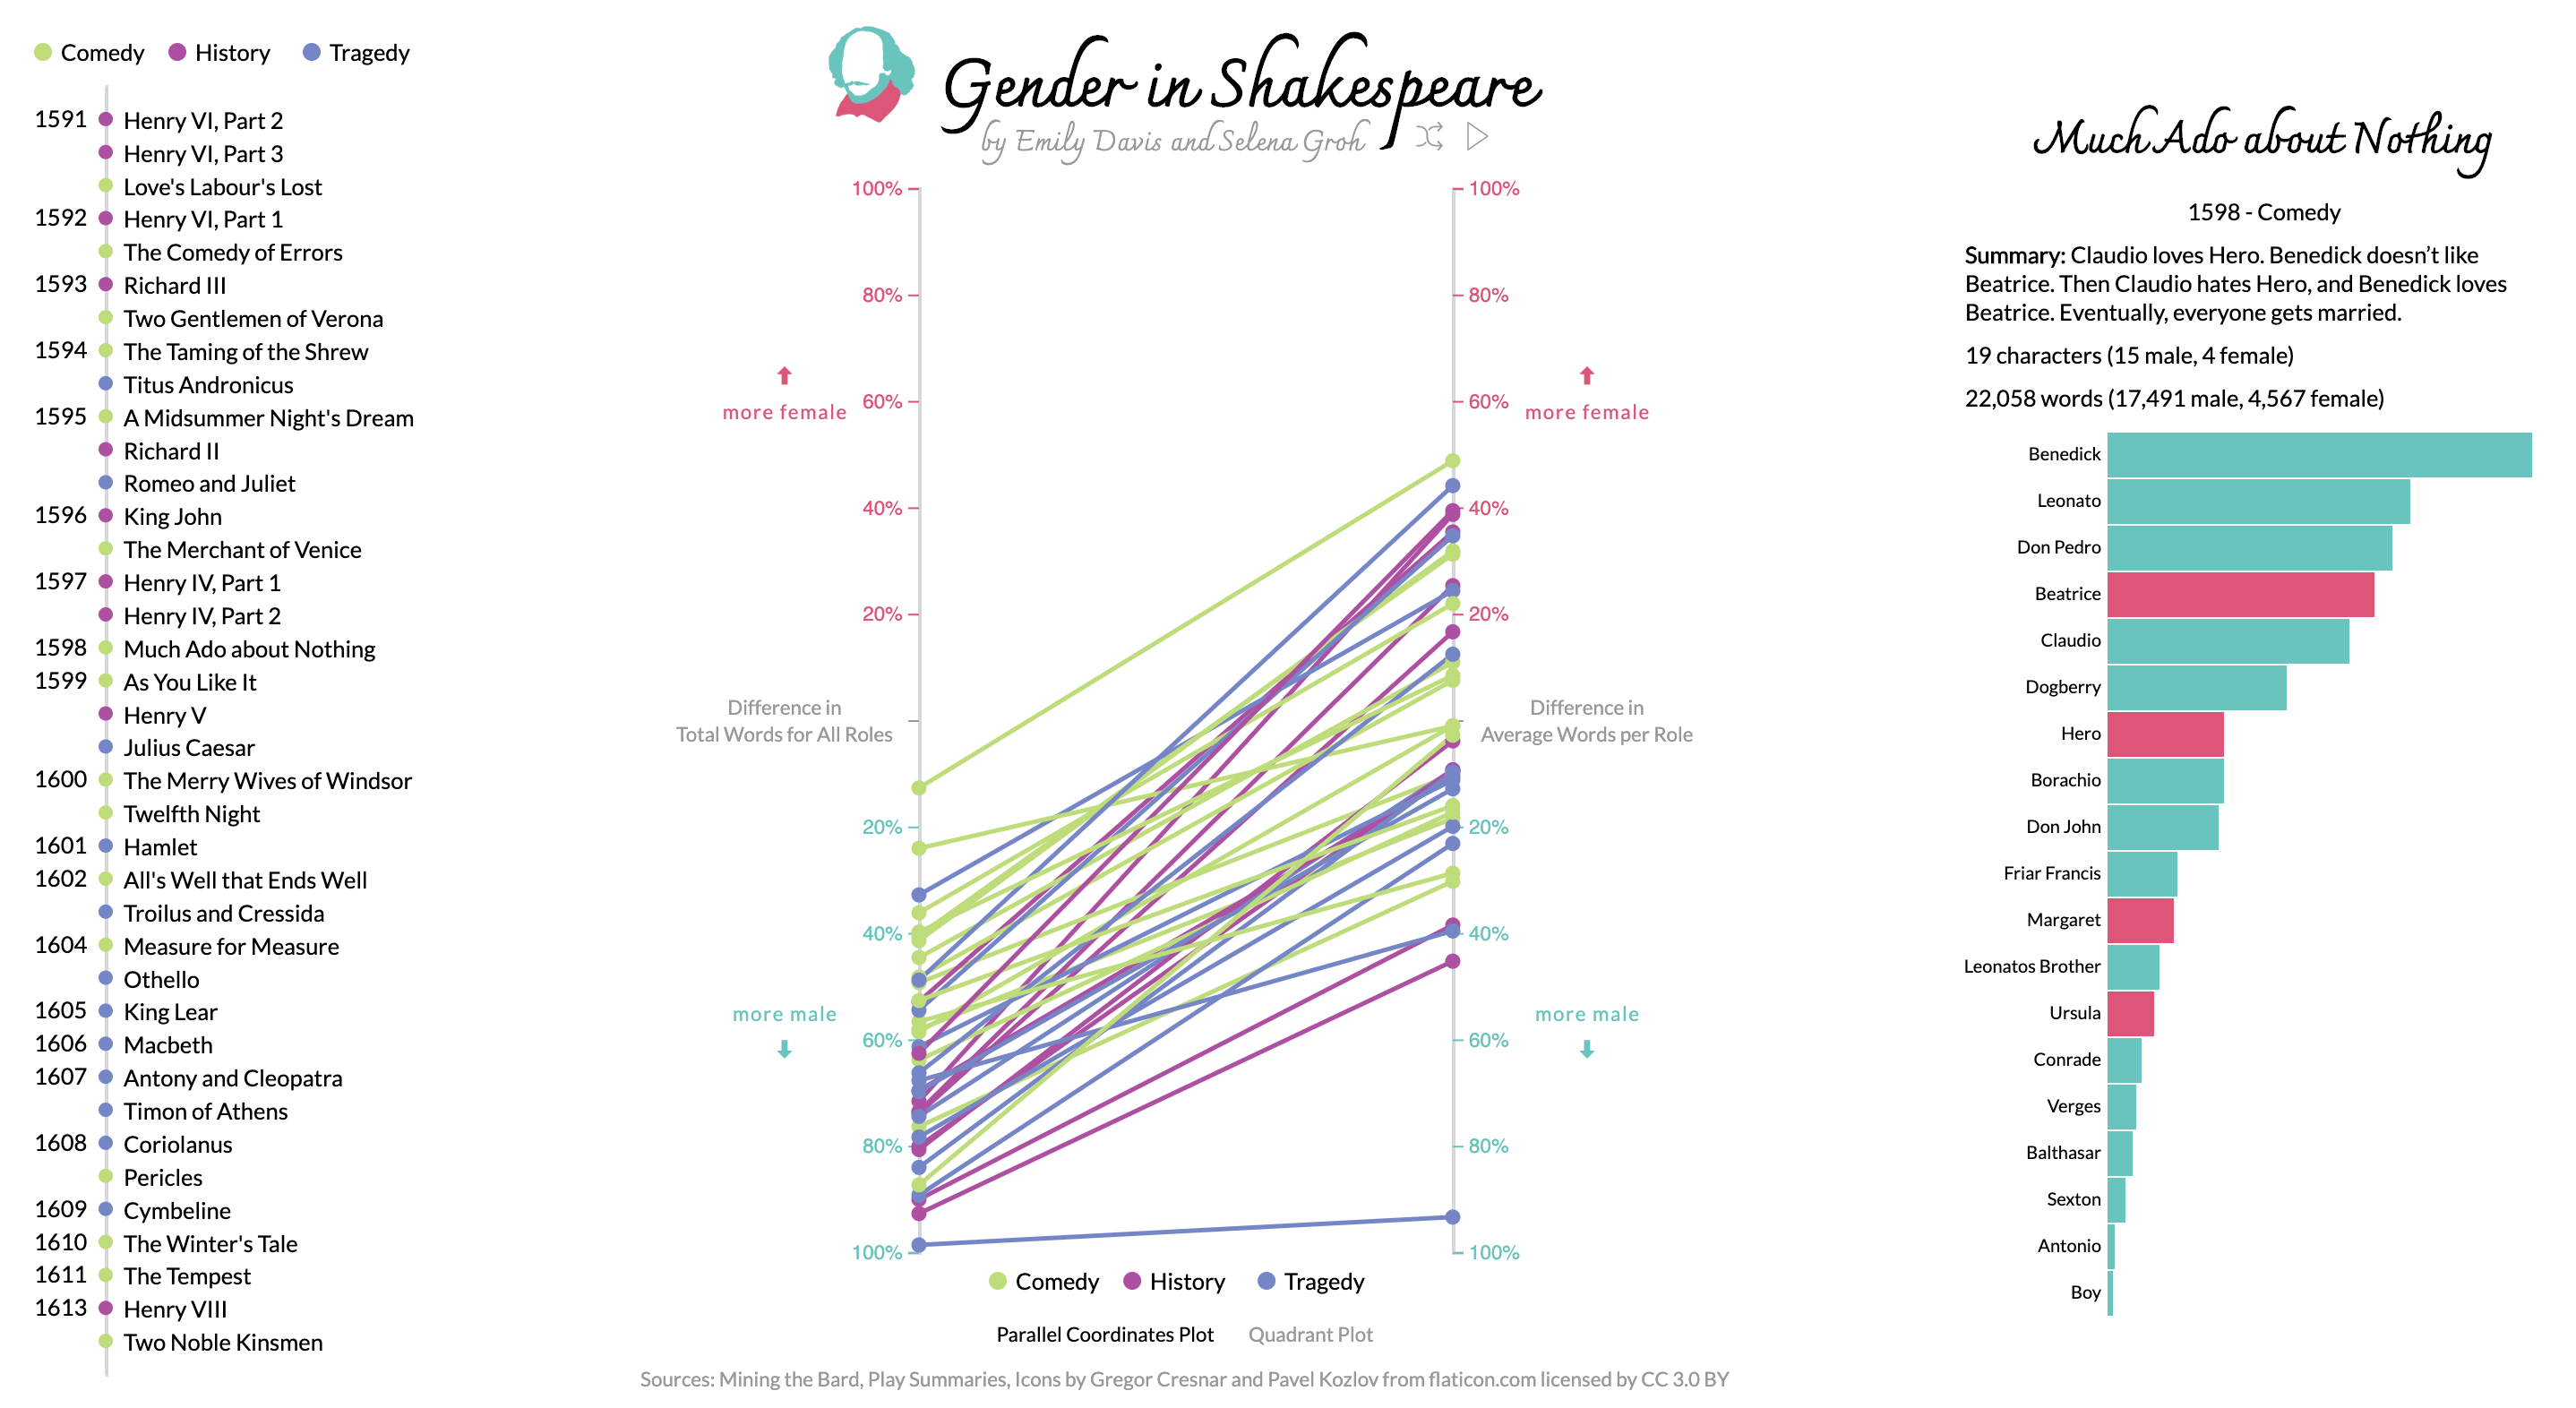 Comedy History Tragedy
1591 Henry VI, Part 2
Henry VI, Part 3
Love's Labour's Lost
1592 Henry VI, Part 1
The Comedy of Errors
1593 Richard III
Two Gentlemen of Verona
1594 The Taming of the Shrew
Titus Andronicus
1595 A Midsummer Night's Dream
Richard II
Romeo and Juliet
1596 King John
The Merchant of Venice
1597 Henry IV, Part 1
Henry IV, Part 2
1598 Much Ado about Nothing
1599 As You Like It
Henry V
Julius Caesar
1600 The Merry Wives of Windsor
Twelfth Night
1601 Hamlet
1602 All's Well that Ends Well
Troilus and Cressida
1604 Measure for Measure
Othello
1605 King Lear
1606 Macbeth
1607 Antony and Cleopatra
Timon of Athens
1608 Coriolanus
Pericles
1609 Cymbeline
1610 The Winter's Tale
1611 The Tempest
1613 Henry VIII
Two Noble Kinsmen
Gender in Shakespeare
by Emily Davis and Selena Groh
100% 100%
80% 80%
60% 60%
more female more female
40% 40%
20% 20%
Difference in
Total Words for All Roles
Difference in
Average Words per Role
20% 20%
40% 40%
more male more male
60% 60%
80% 80%
100% 100%
Comedy History Tragedy
Parallel Coordinates Plot Quadrant Plot
Sources: Mining the Bard, Play Summaries, Icons by Gregor Cresnar and Pavel Kozlov from flaticon.com licensed by CC 3.0 BY
Much Ado about Nothing
1598 - Comedy
Summary: Claudio loves Hero. Benedick doesn’t like
Beatrice. Then Claudio hates Hero, and Benedick loves
Beatrice. Eventually, everyone gets married.
19 characters (15 male, 4 female)
22,058 words (17,491 male, 4,567 female)
Benedick
Leonato
Don Pedro
Beatrice
Claudio
Dogberry
Hero
Borachio
Don John
Friar Francis
Margaret
Leonatos Brother
Ursula
Conrade
Verges
Balthasar
Sexton
Antonio
Boy